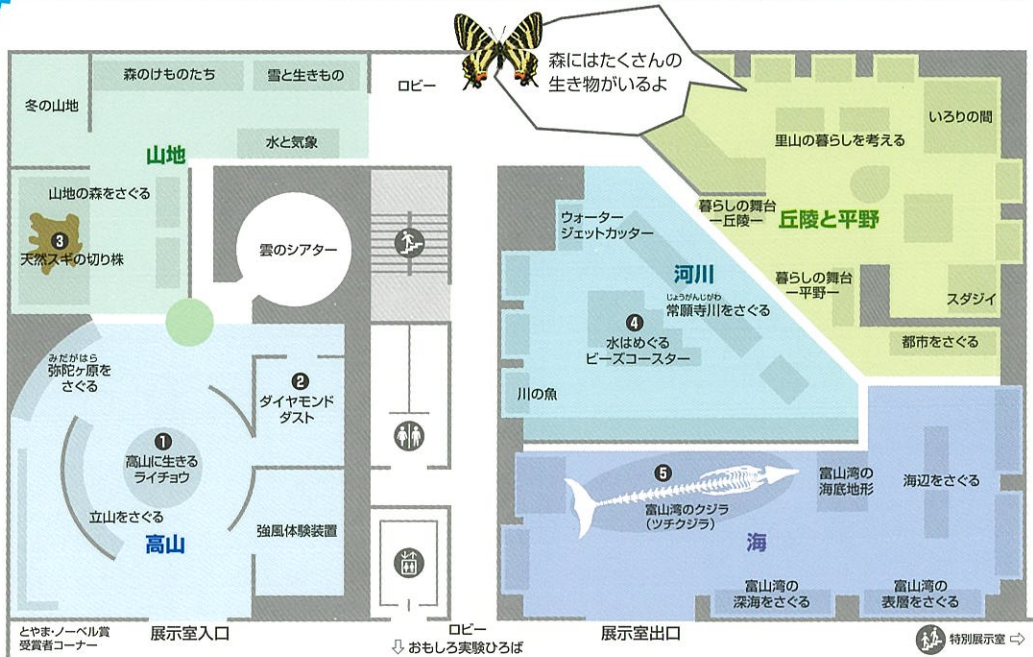 森にはたくさんの
生き物がいるよ
ロビー
冬の山地
森のけものたち
雪と生きもの
水と気象
山地
山地の森をさぐる
3
天然スギの切り株
雲のシアター
みだがはら
弥陀ヶ原を
さぐる
2
ダイヤモンド
ダスト
1
高山に生きる
ライチョウ
立山をさぐる
高山
強風体験装置
とやま・ノーベル賞
受賞者コーナー
展示室入口
ロビー
おもしろ実験ひろば
いろりの間
里山の暮らしを考える
暮らしの舞台
ー丘陵ー
丘陵と平野
暮らしの舞台
ー平野ー
スダジイ
都市をさぐる
ウォーター
ジェットカッター
河川
じょうがんじがわ
常願寺川をさぐる
4
水はめぐる
ビーズコースター
川の魚
5
富山湾のクジラ
(ツチクジラ)
富山湾の
海底地形
海辺をさぐる
海
富山湾の
深海をさぐる
富山湾の
表層をさぐる
展示室出口
特別展示室